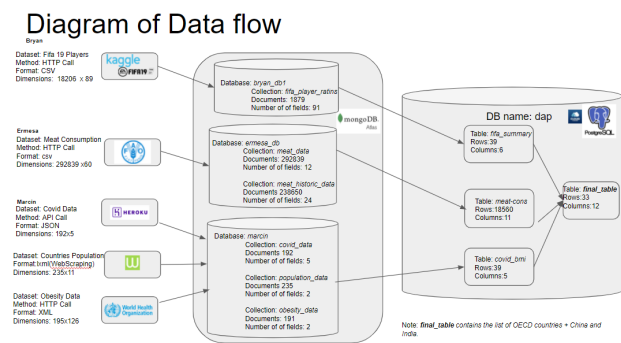 Diagram of Data flow
Bryan
Dataset: Fifa 19 Players
Method: HTTP Call
Format: CSV
Dimensions: 18206 x 89
kaggle
FIFA19
Ermesa
Dataset: Meat Consumption
Method: HTTP Call
Format: csv
Dimensions: 292839 x60
FAO
Marcin
Dataset: Covid Data
Method: API Call
Format: JSON
Dimensions: 192x5
HEROKU
Dataset: Countries Population
Format:lxml(WebScraping)
Dimensions: 235x11
W
Dataset: Obesity Data
Method: HTTP Call
Format: XML
Dimensions: 195x126
World Health
Organization
Database: bryan_db1
Collection: fifa_player_ratins
Documents: 1879
Number of of fields: 91
mongoDB.
Atlas
Database: ermesa_db
Collection: meat_data
Documents: 292839
Number of of fields: 12
Collection: meat_historic_data
Documents: 238650
Number of of fields: 24
Database: marcin
Collection: covid_data
Documents 192
Number of of fields: 5
Collection: population_data
Documents 235
Number of of fields: 2
Collection: obesity_data
Documents: 191
Number of of fields: 2
DB name: dap
PostgreSQL
Table: fifa_summary
Rows:39
Columns:6
Table: meat-cons
Rows:18560
Columns:11
Table: covid_bmi
Rows:39
Columns:5
Table: final_table
Rows:33
Columns:12
Note: final_table contains the list of OECD countries + China and
India.